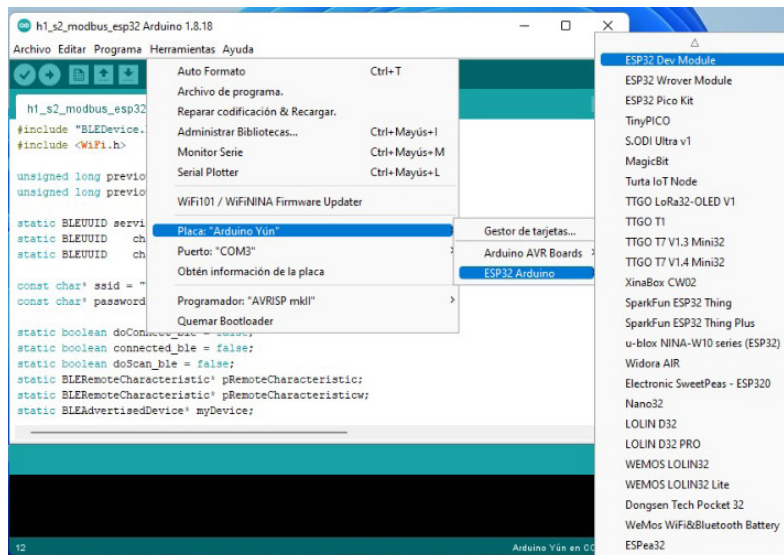 h1_s2_modbus_esp32 Arduino 1.8.18
Archivo Editar Programa Herramientas Ayuda
h1_s2_modbus_esp32
#include "BLEDevice.
#include <WiFi.h>
unsigned long previo
unsigned long previo
static BLEUUID servi
static BLEUUID    ch
static BLEUUID    ch
const char* ssid = "
const char* password
static boolean doConnect_ble = false;
static boolean connected_ble = false;
static boolean doScan_ble = false;
static BLERemoteCharacteristic* pRemoteCharacteristic;
static BLERemoteCharacteristic* pRemoteCharacteristicw;
static BLEAdvertisedDevice* myDevice;
12
Arduino Yún en CO
Auto Formato Ctrl+T
Archivo de programa.
Reparar codificación & Recargar.
Administrar Bibliotecas... Ctrl+Mayús+I
Monitor Serie Ctrl+Mayús+M
Serial Plotter Ctrl+Mayús+L
WiFi101 / WiFiNINA Firmware Updater
Placa: "Arduino Yún"
Puerto: "COM3"
Obtén información de la placa
Programador: "AVRISP mkII"
Quemar Bootloader
Gestor de tarjetas...
Arduino AVR Boards
ESP32 Arduino
ESP32 Dev Module
ESP32 Wrover Module
ESP32 Pico Kit
TinyPICO
S.ODI Ultra v1
MagicBit
Turta IoT Node
TTGO LoRa32-OLED V1
TTGO T1
TTGO T7 V1.3 Mini32
TTGO T7 V1.4 Mini32
XinaBox CW02
SparkFun ESP32 Thing
SparkFun ESP32 Thing Plus
u-blox NINA-W10 series (ESP32)
Widora AIR
Electronic SweetPeas - ESP320
Nano32
LOLIN D32
LOLIN D32 PRO
WEMOS LOLIN32
WEMOS LOLIN32 Lite
Dongsen Tech Pocket 32
WeMos WiFi&Bluetooth Battery
ESPea32